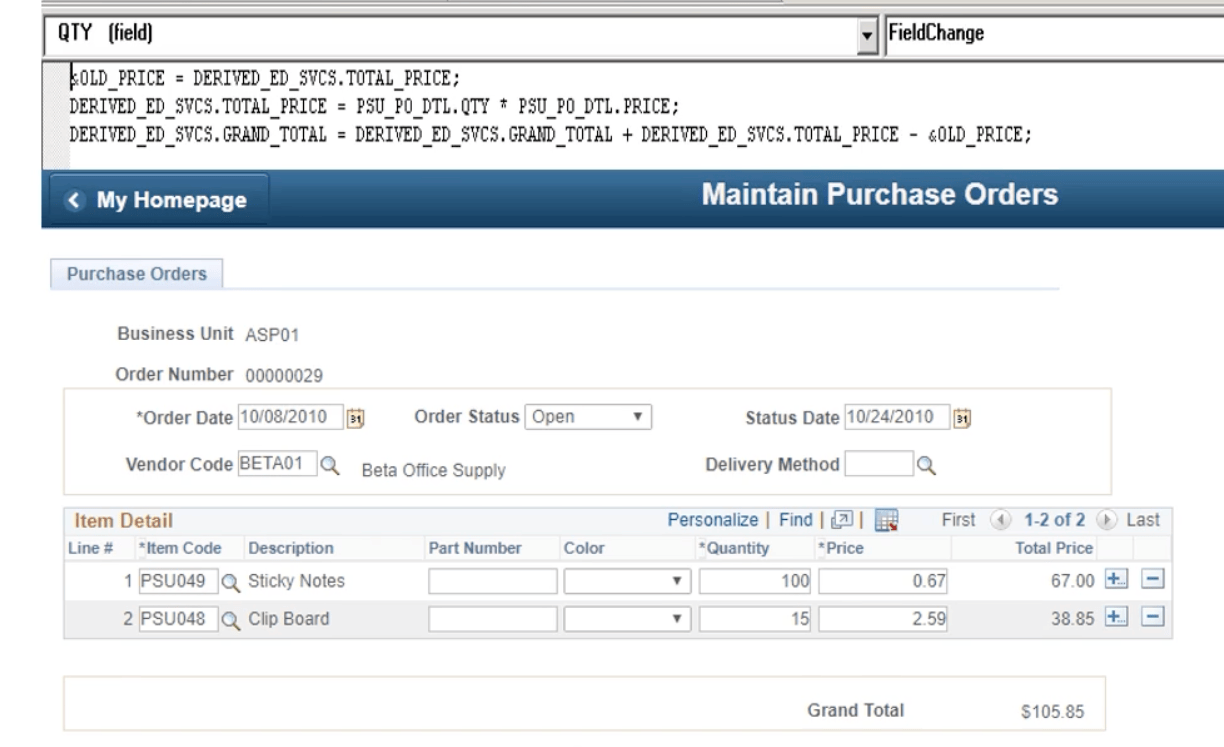 QTY (field) FieldChange
&OLD_PRICE = DERIVED_ED_SVCS.TOTAL_PRICE;
DERIVED_ED_SVCS.TOTAL_PRICE = PSU_PO_DTL.QTY * PSU_PO_DTL.PRICE;
DERIVED_ED_SVCS.GRAND_TOTAL = DERIVED_ED_SVCS.GRAND_TOTAL + DERIVED_ED_SVCS.TOTAL_PRICE - &OLD_PRICE;
My Homepage Maintain Purchase Orders
Purchase Orders
Business Unit ASP01
Order Number 00000029
*Order Date 10/08/2010 31 Order Status Open Status Date 10/24/2010 31
Vendor Code BETA01 Beta Office Supply Delivery Method
Item Detail Personalize | Find | | First 1-2 of 2 Last
Line # *Item Code Description Part Number Color *Quantity *Price Total Price
1 PSU049 Sticky Notes 100 0.67 67.00
2 PSU048 Clip Board 15 2.59 38.85
Grand Total $105.85